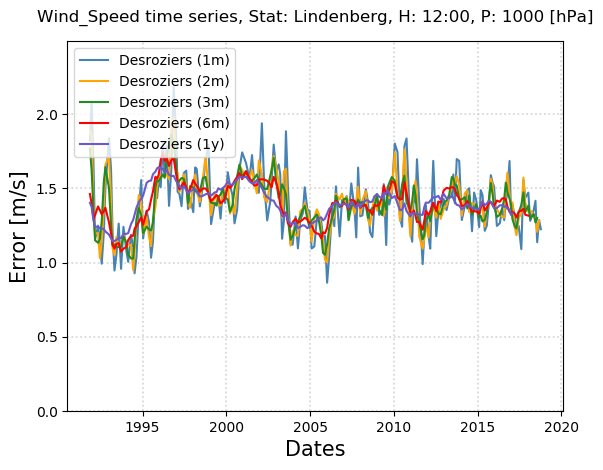 Wind_Speed time series, Stat: Lindenberg, H: 12:00, P: 1000 [hPa]
Desroziers (1m)
Desroziers (2m)
Desroziers (3m)
Desroziers (6m)
Desroziers (1y)
Error [m/s]
2.0
1.5
1.0
0.5
0.0
1995
2000
2005
2010
2015
2020
Dates